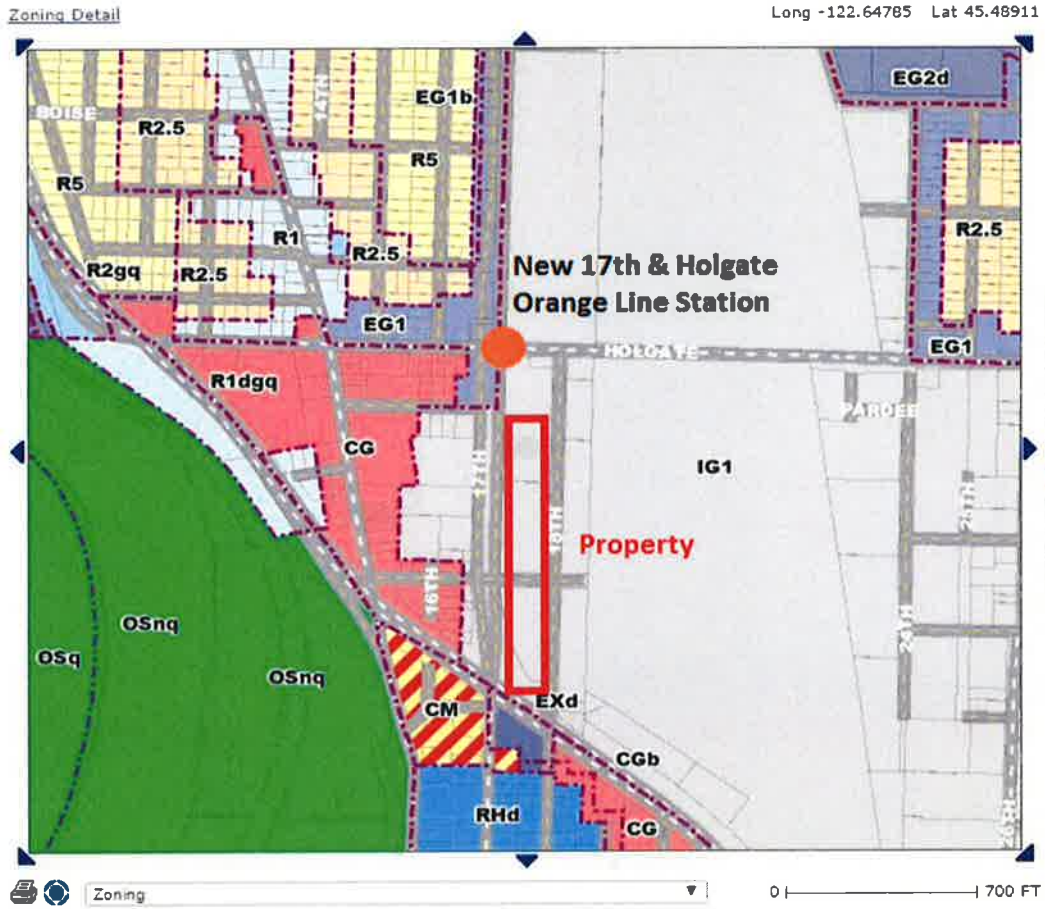 Zoning Detail
Long -122.64785 Lat 45.48911
EG2d
EG1b
14TH
BOISE
R2.5
R5
R5
R2.5
R1
R2.5
R2gq
R2.5
New 17th & Holgate
Orange Line Station
EG1
EG1
HOLGATE
R1dgq
PARDEE
CG
IG1
17TH
25TH
18TH
Property
16TH
24TH
OSnq
OSq
OSnq
EXd
CM
CGb
RHd
CG
26TH
Zoning
0 700 FT